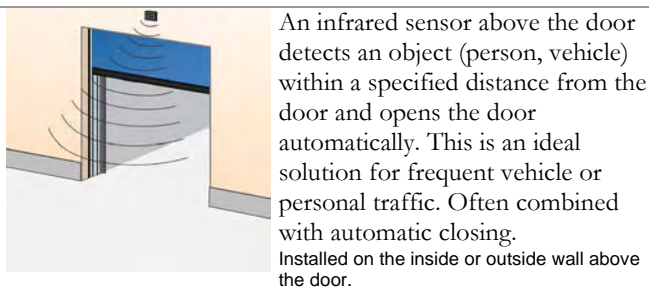 An infrared sensor above the door
detects an object (person, vehicle)
within a specified distance from the
door and opens the door
automatically. This is an ideal
solution for frequent vehicle or
personal traffic. Often combined
with automatic closing.
Installed on the inside or outside wall above
the door.